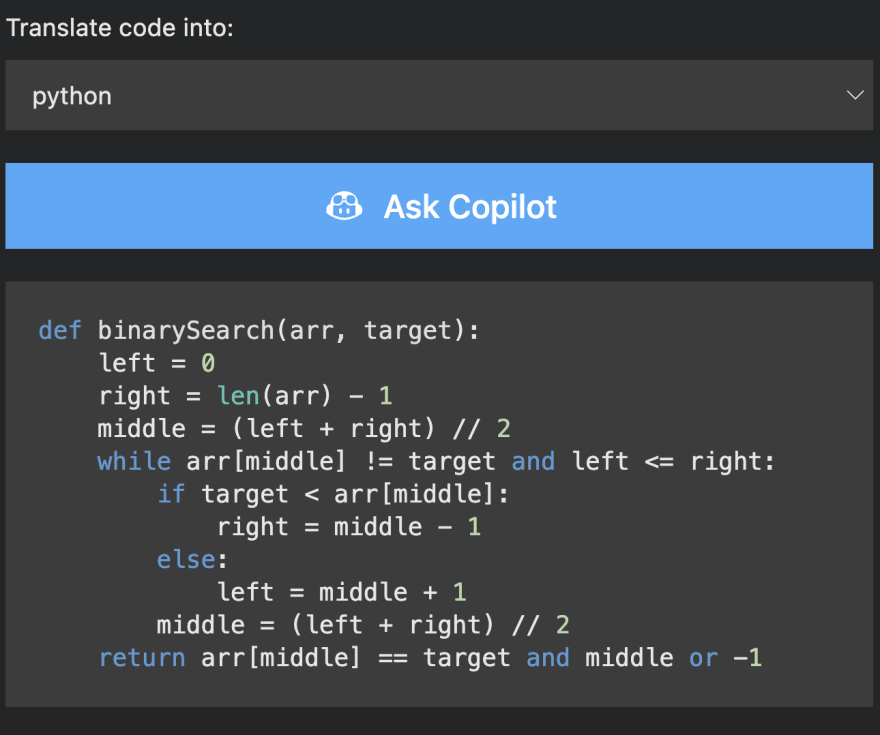 Translate code into:
python
Ask Copilot
def binarySearch(arr, target):
    left = 0
    right = len(arr) - 1
    middle = (left + right) // 2
    while arr[middle] != target and left <= right:
        if target < arr[middle]:
            right = middle - 1
        else:
            left = middle + 1
        middle = (left + right) // 2
    return arr[middle] == target and middle or -1